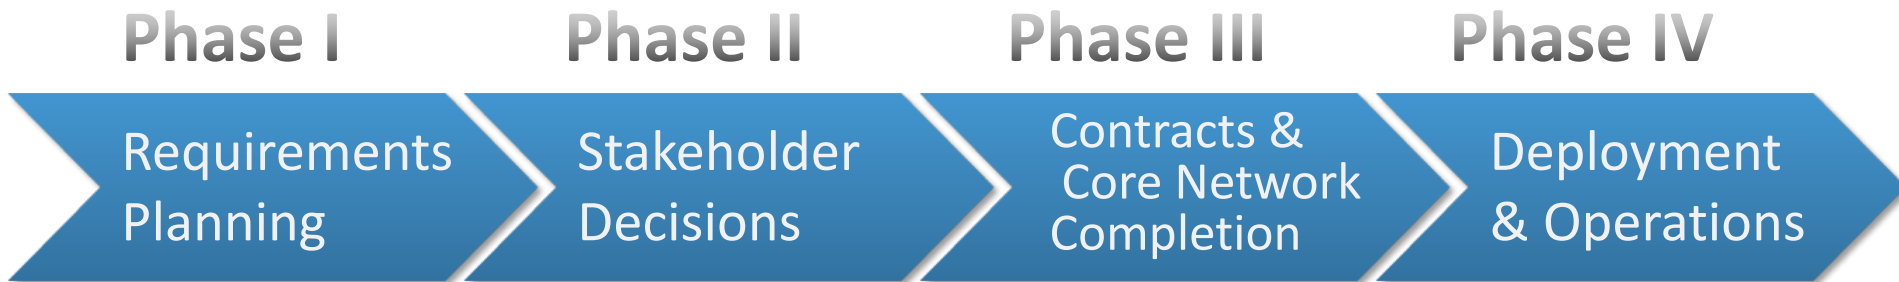 Phase I
Phase II
Phase III
Phase IV
Requirements
Planning
Stakeholder
Decisions
Contracts &
Core Network
Completion
Deployment
& Operations